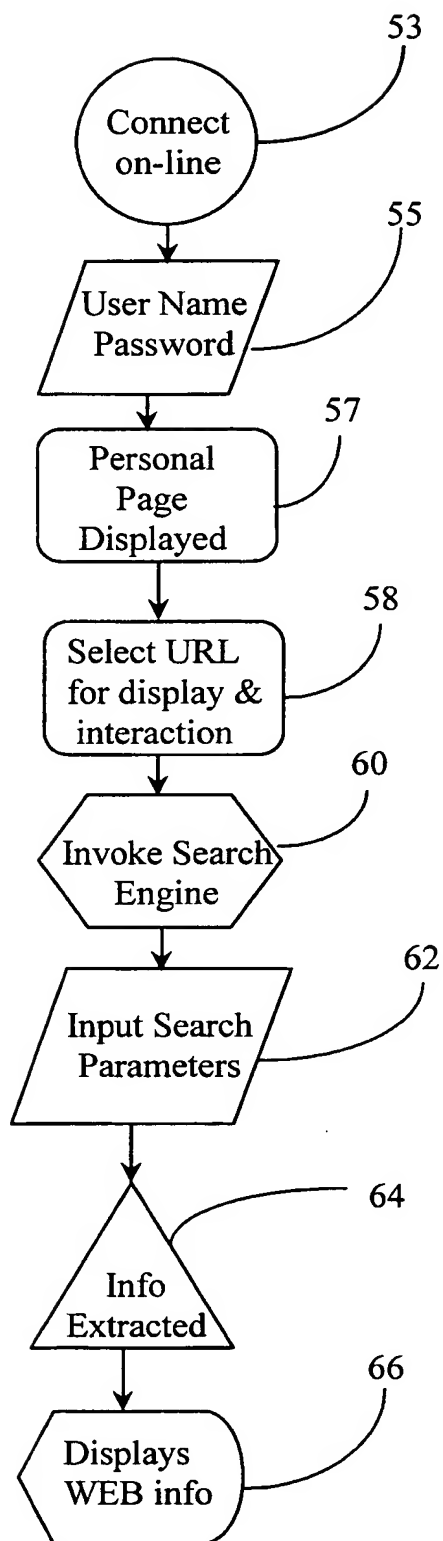 53
Connect
on-line
55
User Name
Password
57
Personal
Page
Displayed
58
Select URL
for display &
interaction
60
Invoke Search
Engine
62
Input Search
Parameters
64
Info
Extracted
66
Displays
WEB info